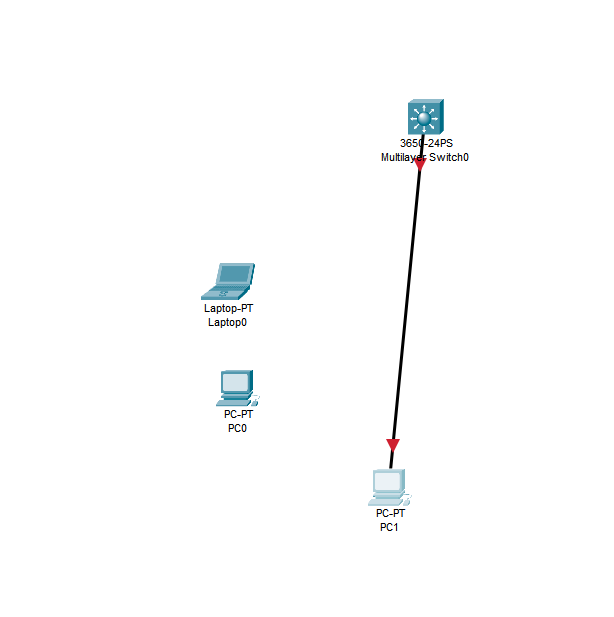 3650-24PS
Multilayer Switch0
Laptop-PT
Laptop0
PC-PT
PC0
PC-PT
PC1